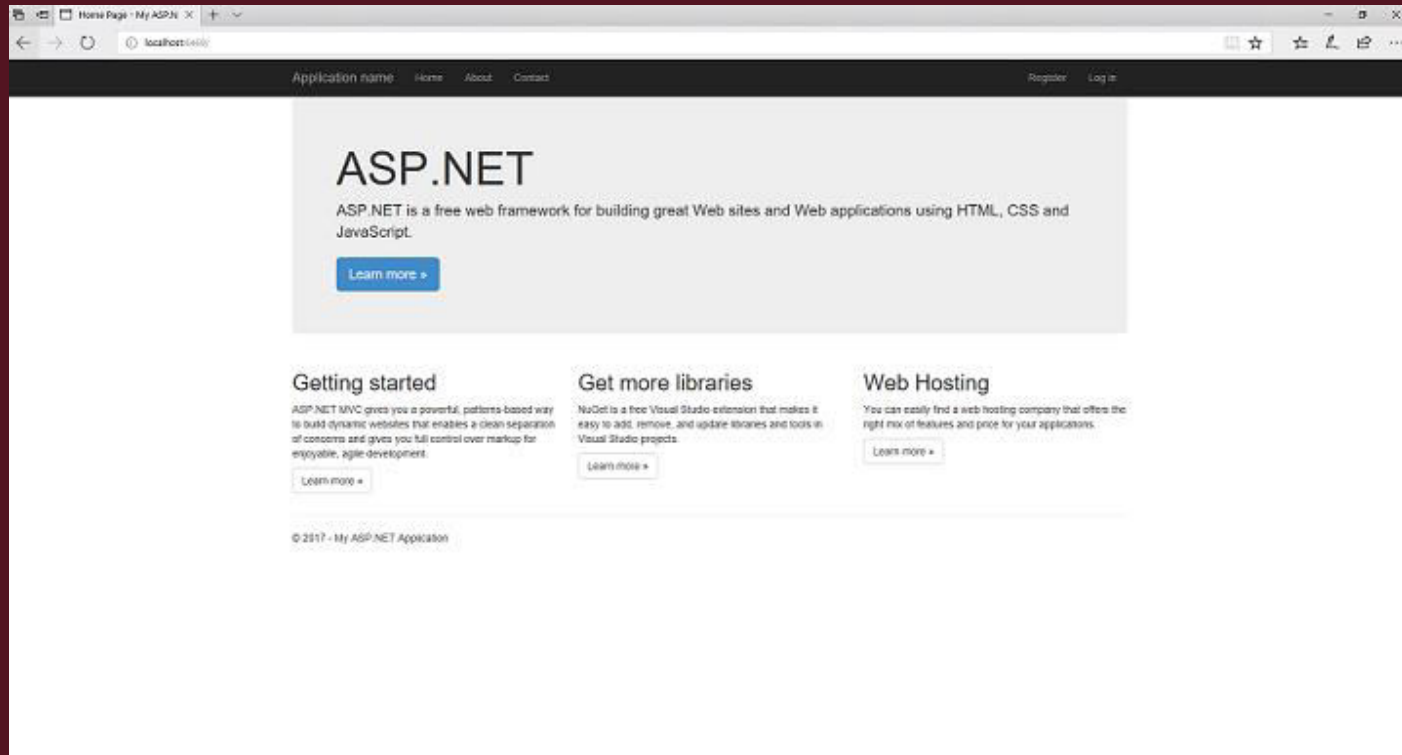 Home Page - My ASP.N
localhost
Application name Home About Contact Register Log in
ASP.NET
ASP.NET is a free web framework for building great Web sites and Web applications using HTML, CSS and
JavaScript.
Learn more »
Getting started
ASP.NET MVC gives you a powerful, patterns-based way
to build dynamic websites that enables a clean separation
of concerns and gives you full control over markup for
enjoyable, agile development.
Learn more »
Get more libraries
NuGet is a free Visual Studio extension that makes it
easy to add, remove, and update libraries and tools in
Visual Studio projects.
Learn more »
Web Hosting
You can easily find a web hosting company that offers the
right mix of features and price for your applications.
Learn more »
© 2017 - My ASP.NET Application